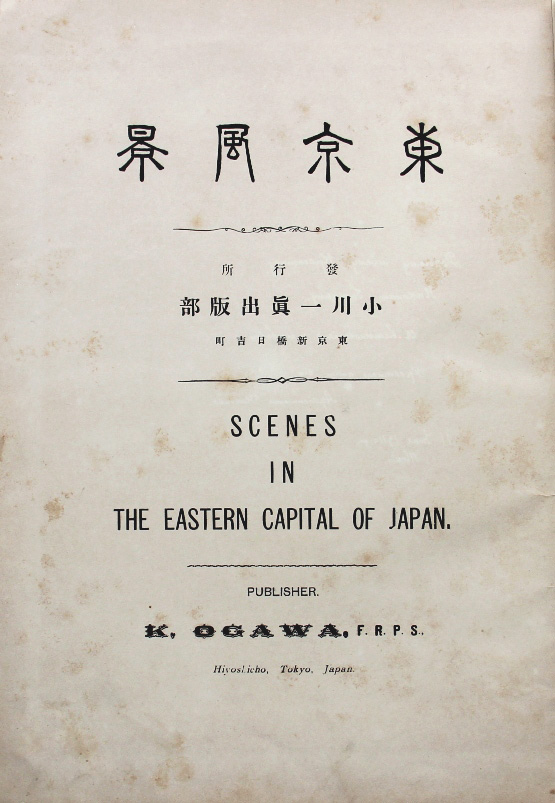 東京風景
發行所
小川一眞出版部
東京新橋日吉町
SCENES
IN
THE EASTERN CAPITAL OF JAPAN.
PUBLISHER.
K. OGAWA, F. R. P. S.,
Hiyoshicho, Tokyo, Japan.